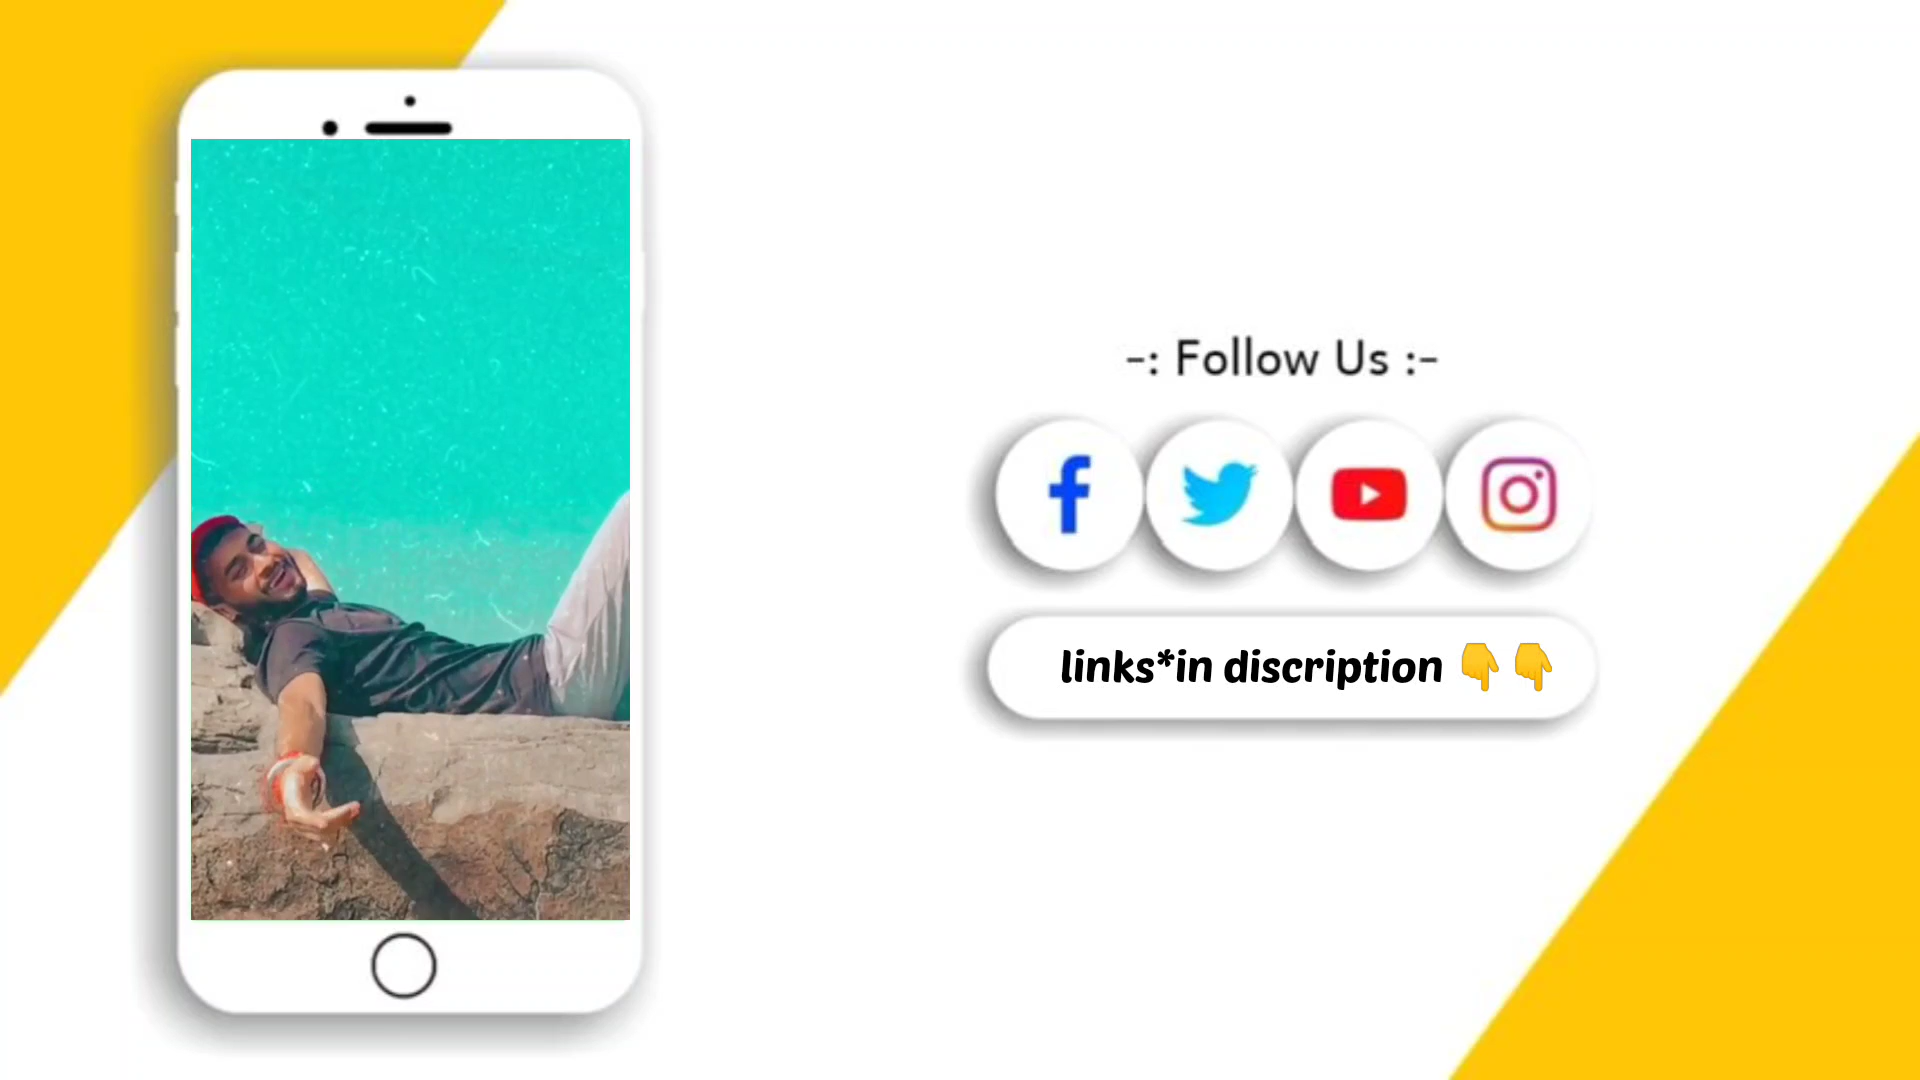 -: Follow Us :-
links*in discription 👇👇